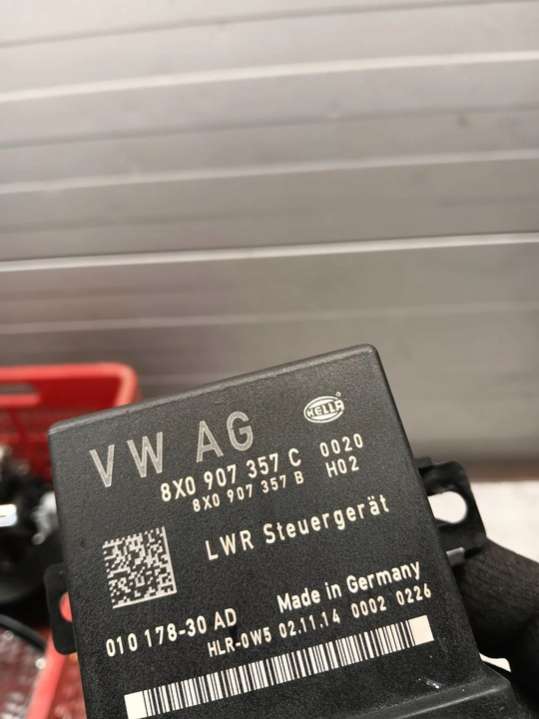 VW AG
HELLA
8X0 907 357 C 0020
8X0 907 357 B H02
LWR Steuergerät
010 178-30 AD Made in Germany
HLR-0W5 02.11.14 0002 0226